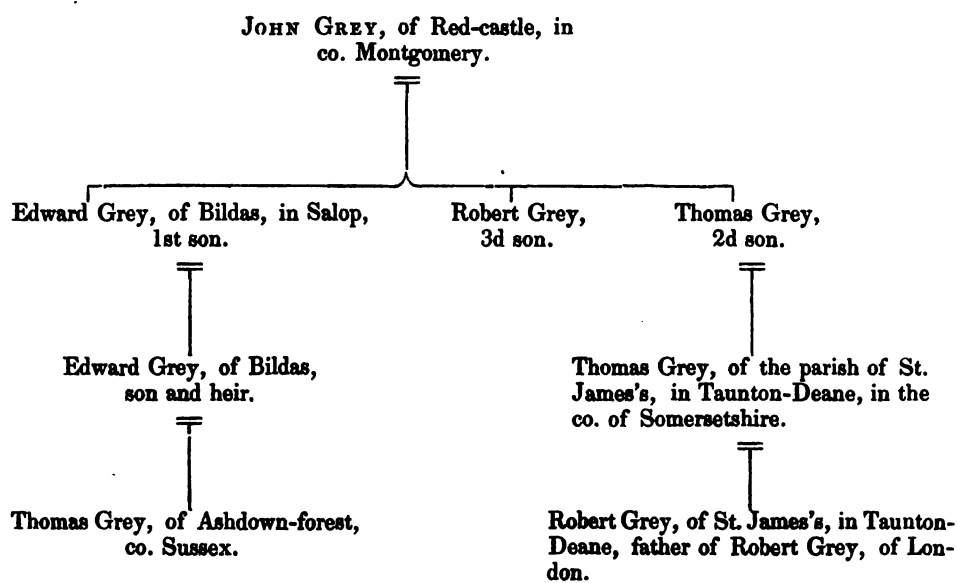 JOHN GREY, of Red-castle, in
co. Montgomery.
Edward Grey, of Bildas, in Salop,
1st son.
Robert Grey,
3d son.
Thomas Grey,
2d son.
Edward Grey, of Bildas,
son and heir.
Thomas Grey, of the parish of St.
James's, in Taunton-Deane, in the
co. of Somersetshire.
Thomas Grey, of Ashdown-forest,
co. Sussex.
Robert Grey, of St. James's, in Taunton-
Deane, father of Robert Grey, of Lon-
don.